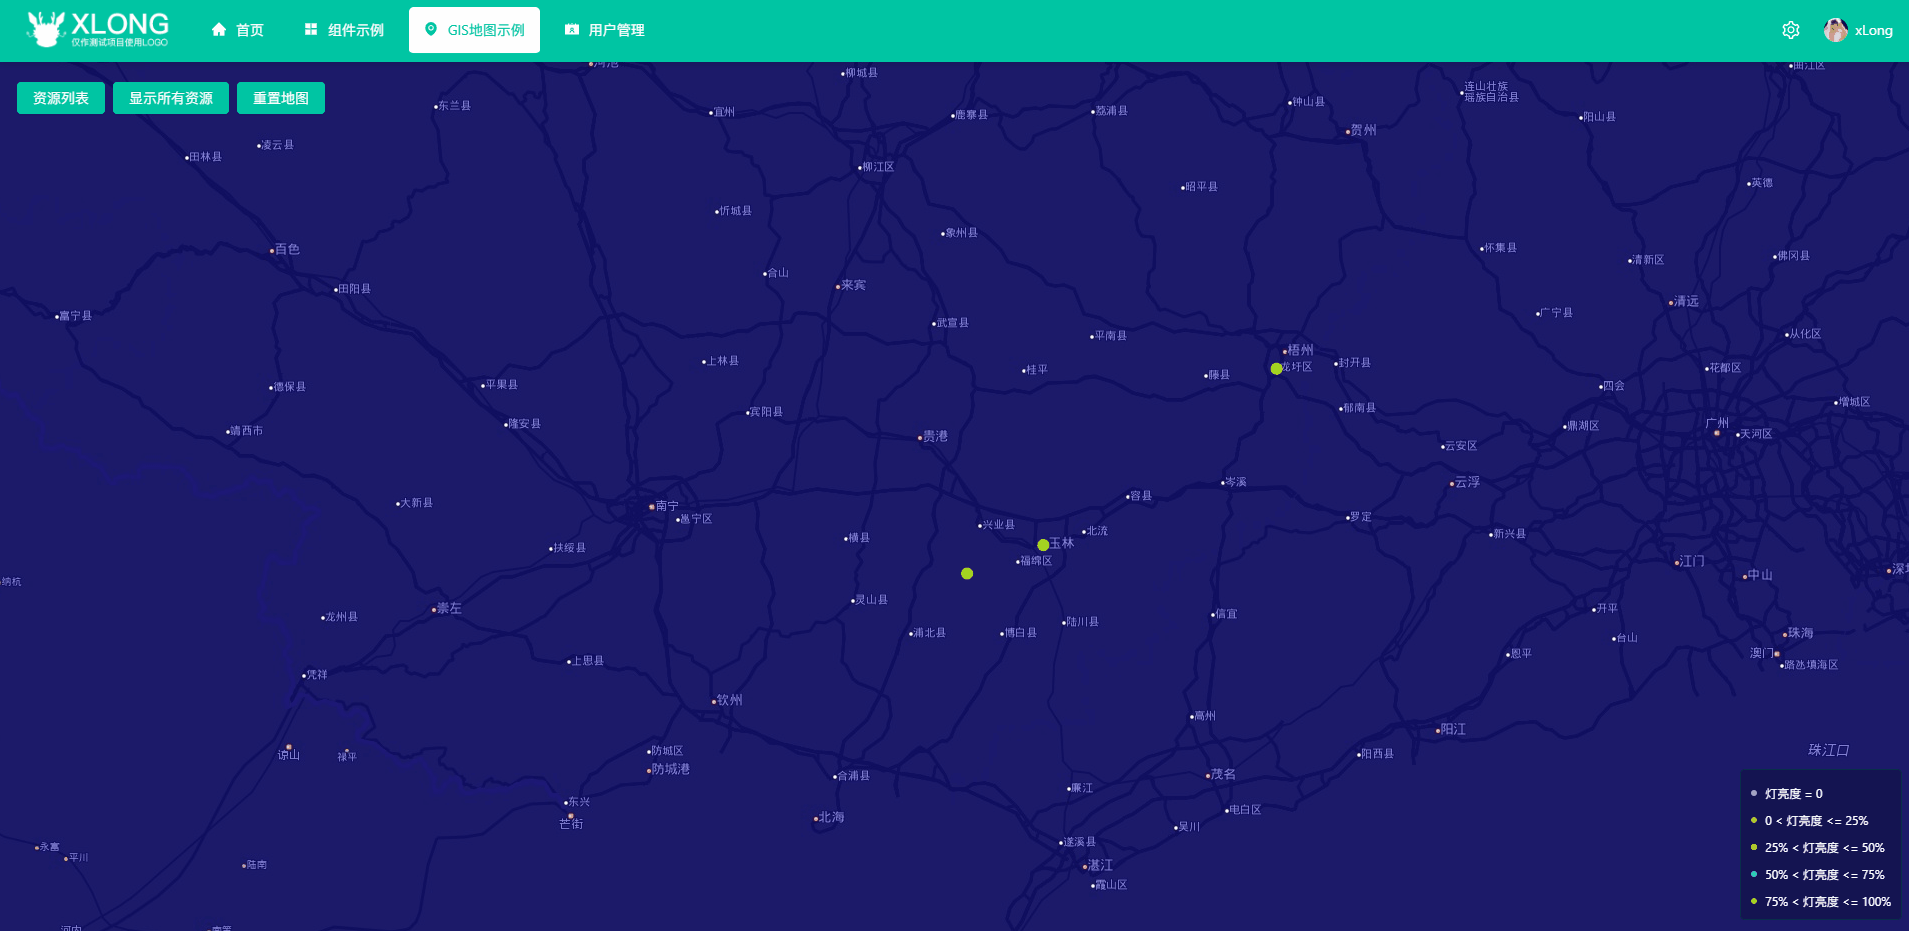 XLONG
仅作测试项目使用LOGO
首页
组件示例
GIS地图示例
用户管理
xLong
资源列表
显示所有资源
重置地图
河池
柳城县
曲江区
东兰县
宜州
鹿寨县
荔浦县
钟山县
连山壮族
瑶族自治县
阳山县
贺州
凌云县
田林县
柳江区
昭平县
英德
忻城县
象州县
百色
合山
怀集县
清新区
佛冈县
田阳县
来宾
清远
富宁县
武宣县
平南县
广宁县
从化区
上林县
梧州
龙圩区
封开县
桂平
藤县
花都区
德保县
平果县
四会
宾阳县
郁南县
增城区
靖西市
隆安县
贵港
鼎湖区
广州
天河区
云安区
岑溪
云浮
大新县
南宁
邕宁区
容县
兴业县
北流
罗定
新兴县
扶绥县
横县
玉林
福绵区
江门
中山
纳杭
崇左
龙州县
灵山县
信宜
开平
浦北县
博白县
陆川县
台山
珠海
澳门
路氹填海区
上思县
恩平
凭祥
钦州
高州
阳江
谅山
禄平
防城区
防城港
阳西县
珠江口
合浦县
茂名
廉江
东兴
芒街
北海
电白区
吴川
遂溪县
永富
平川
陆南
湛江
霞山区
河内
灯亮度 = 0
0 < 灯亮度 <= 25%
25% < 灯亮度 <= 50%
50% < 灯亮度 <= 75%
75% < 灯亮度 <= 100%